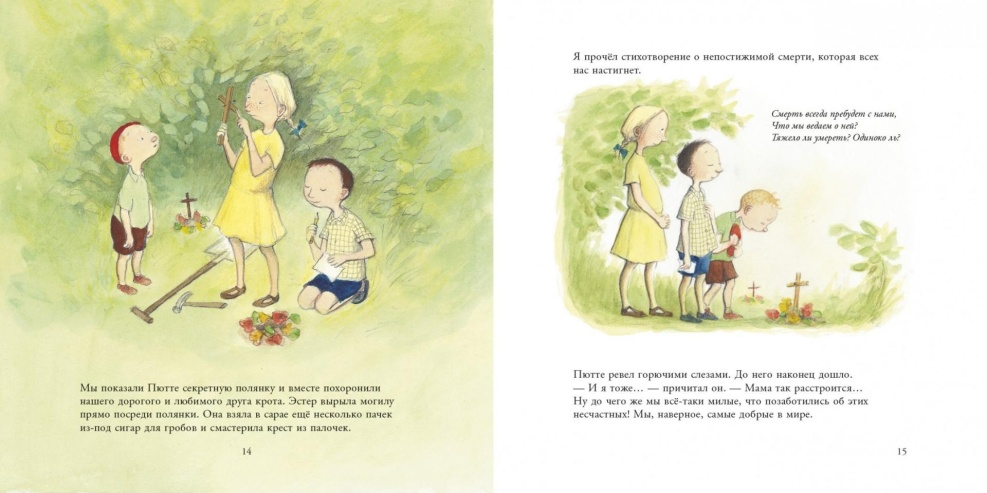 Мы показали Пютте секретную полянку и вместе похоронили
нашего дорогого и любимого друга крота. Эстер вырыла могилу
прямо посреди полянки. Она взяла в сарае ещё несколько пачек
из-под сигар для гробов и смастерила крест из палочек.
14
Я прочёл стихотворение о непостижимой смерти, которая всех
нас настигнет.
Смерть всегда пребудет с нами,
Что мы ведаем о ней?
Тяжело ли умереть? Одиноко ль?
Пютте ревел горючими слезами. До него наконец дошло.
— И я тоже... — причитал он. — Мама так расстроится...
Ну до чего же мы всё-таки милые, что позаботились об этих
несчастных! Мы, наверное, самые добрые в мире.
15